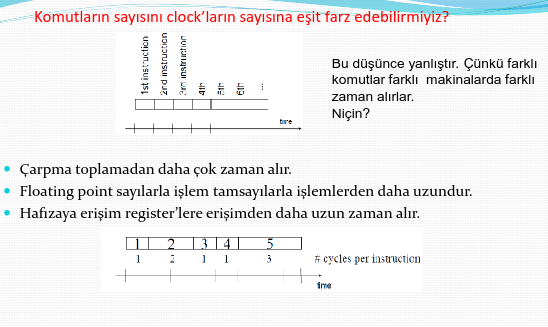 Komutların sayısını clock’ların sayısına eşit farz edebilirmiyiz?
1st instruction
2nd instruction
3rd instruction
4th
5th
6th
...
time
Bu düşünce yanlıştır. Çünkü farklı
komutlar farklı makinalarda farklı
zaman alırlar.
Niçin?
• Çarpma toplamadan daha çok zaman alır.
• Floating point sayılarla işlem tamsayılarla işlemlerden daha uzundur.
• Hafızaya erişim register’lere erişimden daha uzun zaman alır.
1 2 3 4 5
1 2 1 1 3 # cycles per instruction
time